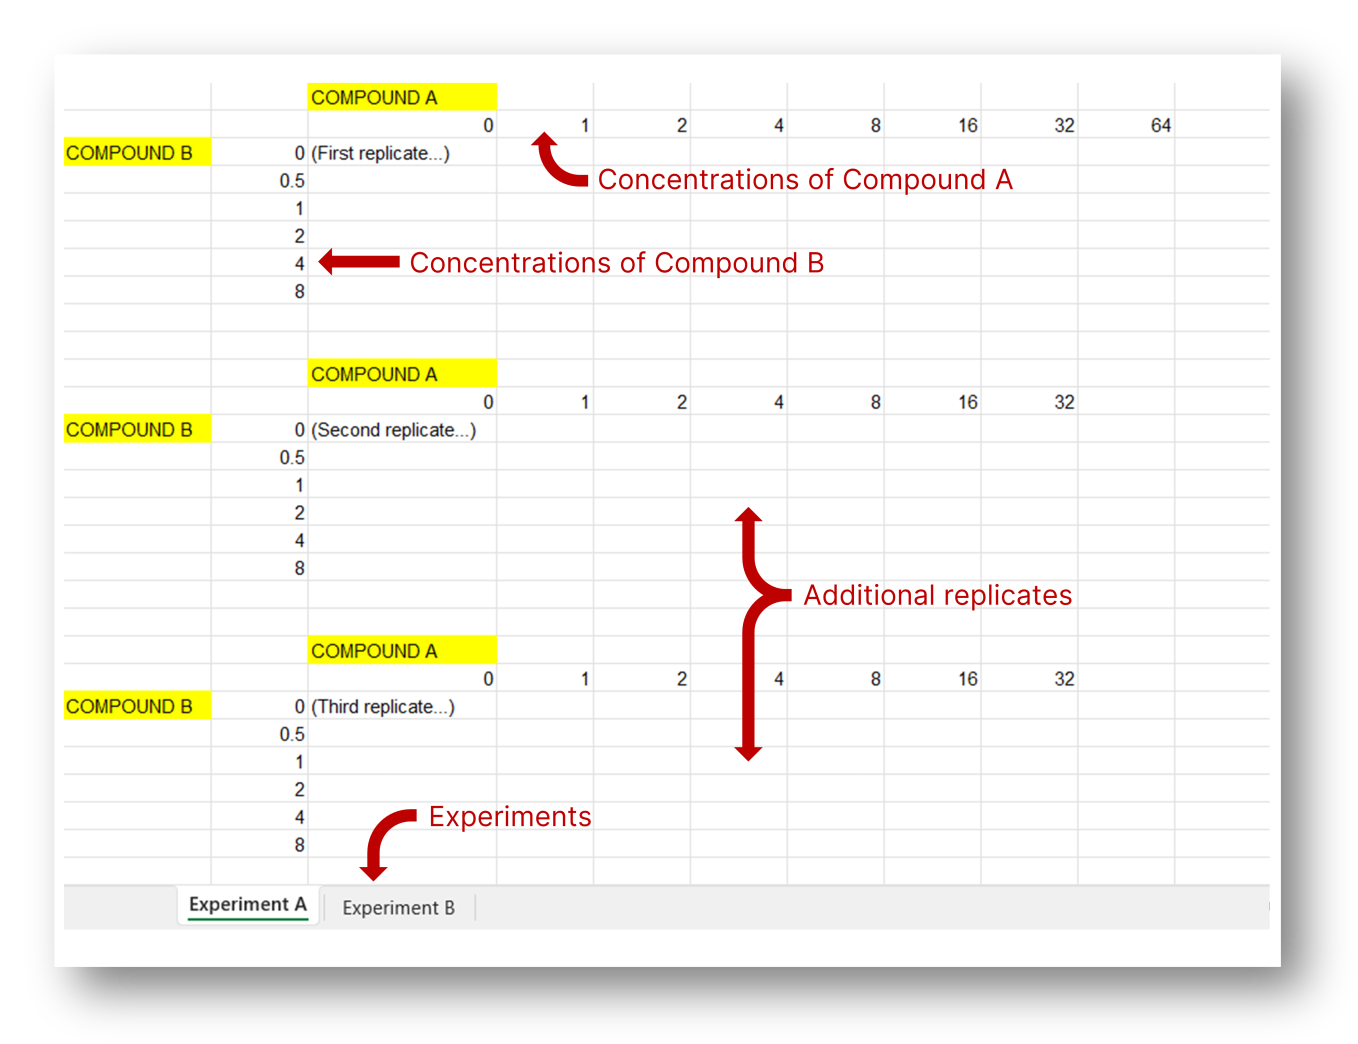 COMPOUND A
0 1 2 4 8 16 32 64
COMPOUND B 0 (First replicate...)
0.5 Concentrations of Compound A
1
2
4 Concentrations of Compound B
8
COMPOUND A
0 1 2 4 8 16 32
COMPOUND B 0 (Second replicate...)
0.5
1
2
4
8
Additional replicates
COMPOUND A
0 1 2 4 8 16 32
COMPOUND B 0 (Third replicate...)
0.5
1
2
4 Experiments
8
Experiment A Experiment B